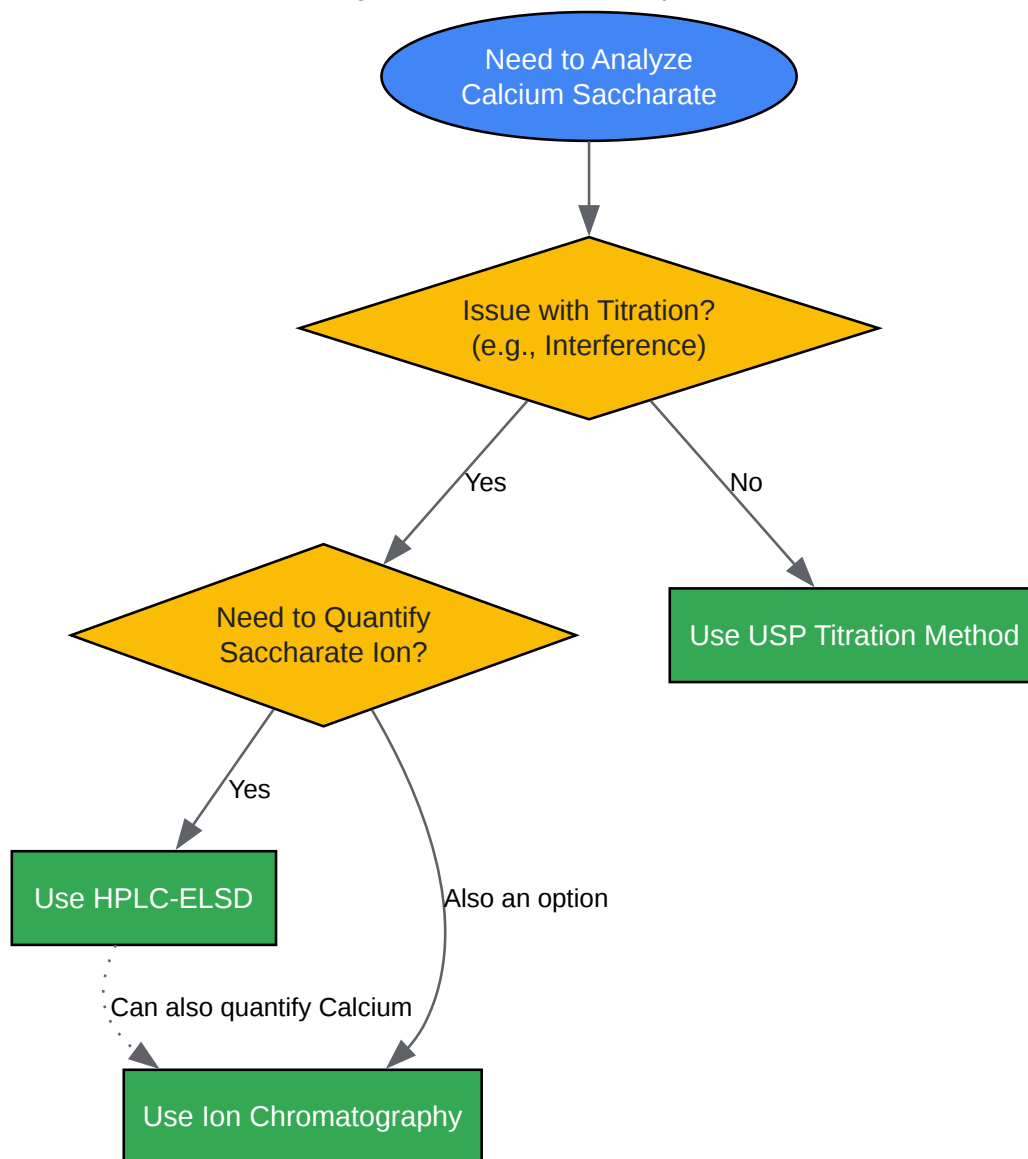 Need to Analyze
Calcium Saccharate
Issue with Titration?
(e.g., Interference)
Yes
No
Need to Quantify
Saccharate Ion?
Use USP Titration Method
Yes
Use HPLC-ELSD
Also an option
Can also quantify Calcium
Use Ion Chromatography